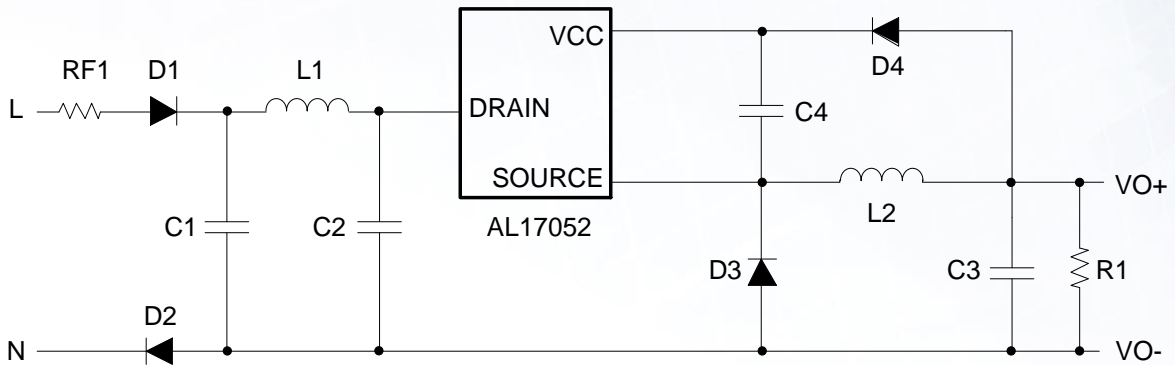 VCC
D4
RF1
D1
L1
L
DRAIN
C4
SOURCE
VO+
L2
C1
C2
AL17052
D3
C3
R1
D2
N
VO-